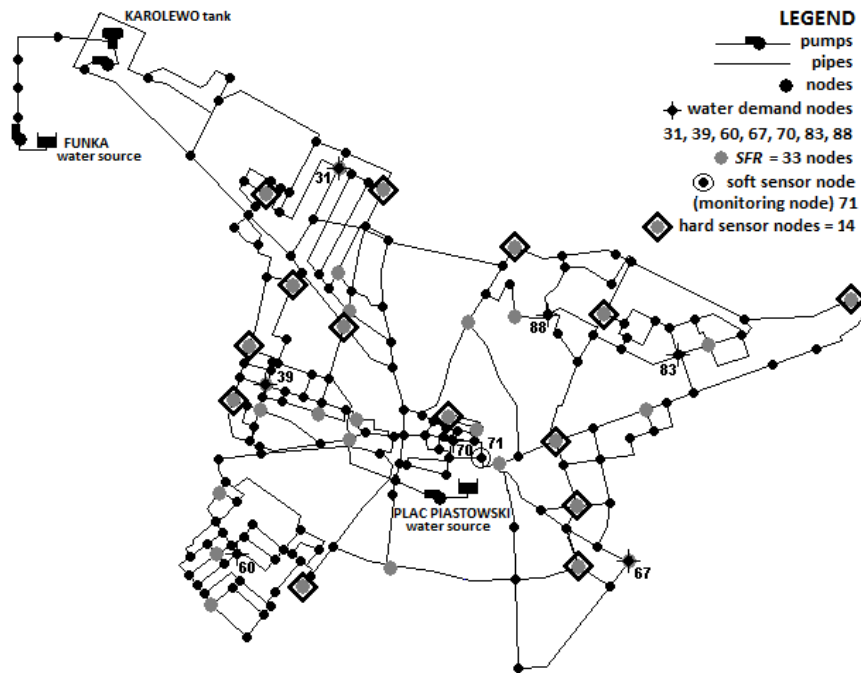 KAROLEWO tank
LEGEND
pumps
pipes
nodes
water demand nodes
31, 39, 60, 67, 70, 83, 88
SFR = 33 nodes
soft sensor node
(monitoring node) 71
hard sensor nodes = 14
FUNKA
water source
31
88
83
39
71
70
PLAC PIASTOWSKI
water source
60
67